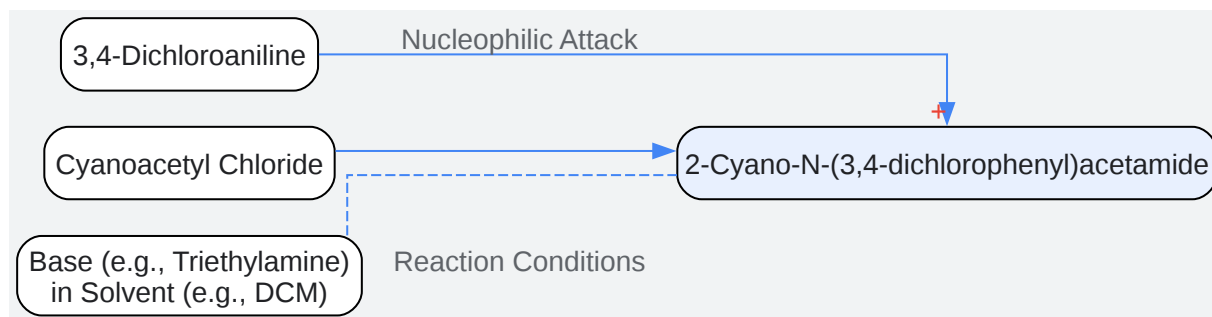 3,4-Dichloroaniline
Nucleophilic Attack
+
Cyanoacetyl Chloride
2-Cyano-N-(3,4-dichlorophenyl)acetamide
Base (e.g., Triethylamine)
in Solvent (e.g., DCM)
Reaction Conditions